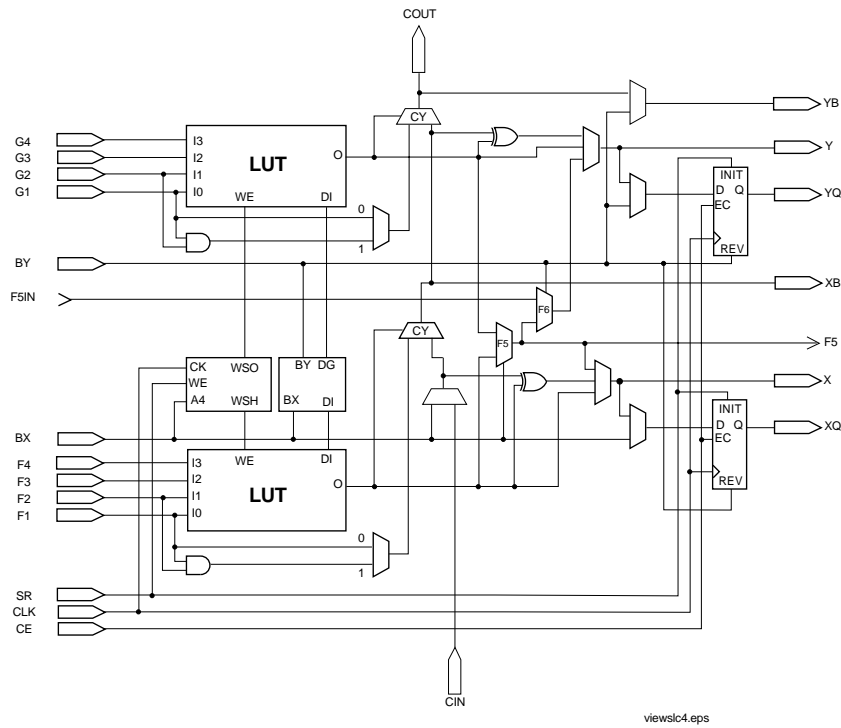 COUT
YB
CY
G4
I3
G3
I2
LUT
O
Y
G2
I1
G1
I0
INIT
D Q
YQ
EC
WE
DI
0
1
REV
BY
XB
F5IN
F6
CY
F5
F5
CK
WSO
BY DG
WE
X
A4
WSH
BX
DI
INIT
BX
D Q
XQ
EC
WE
DI
F4
I3
F3
I2
LUT
O
F2
I1
REV
F1
I0
0
1
SR
CLK
CE
CIN
viewslc4.eps